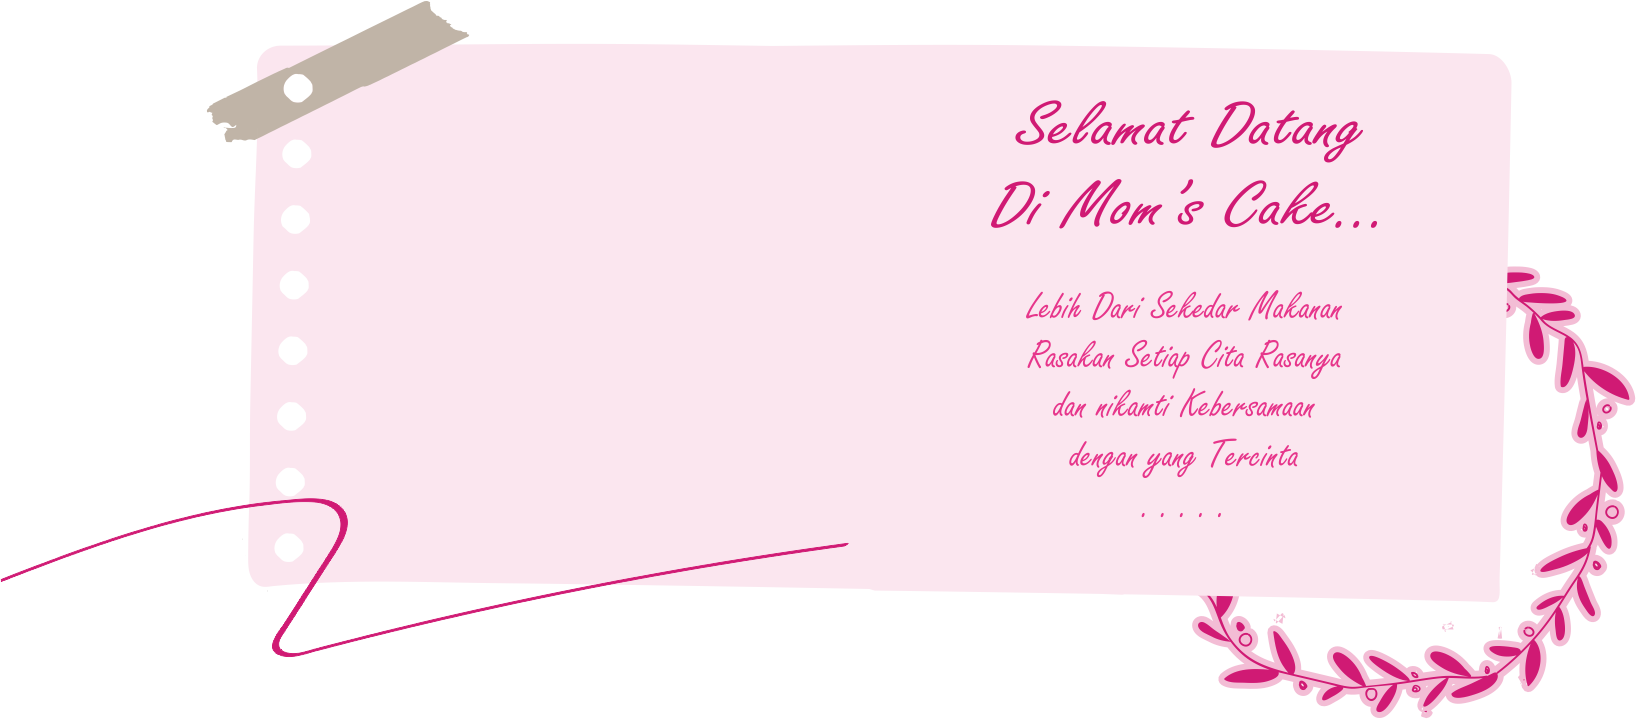 Selamat Datang
Di Mom's Cake...
Lebih Dari Sekedar Makanan
Rasakan Setiap Cita Rasanya
dan nikamti Kebersamaan
dengan yang Tercinta
. . . . .